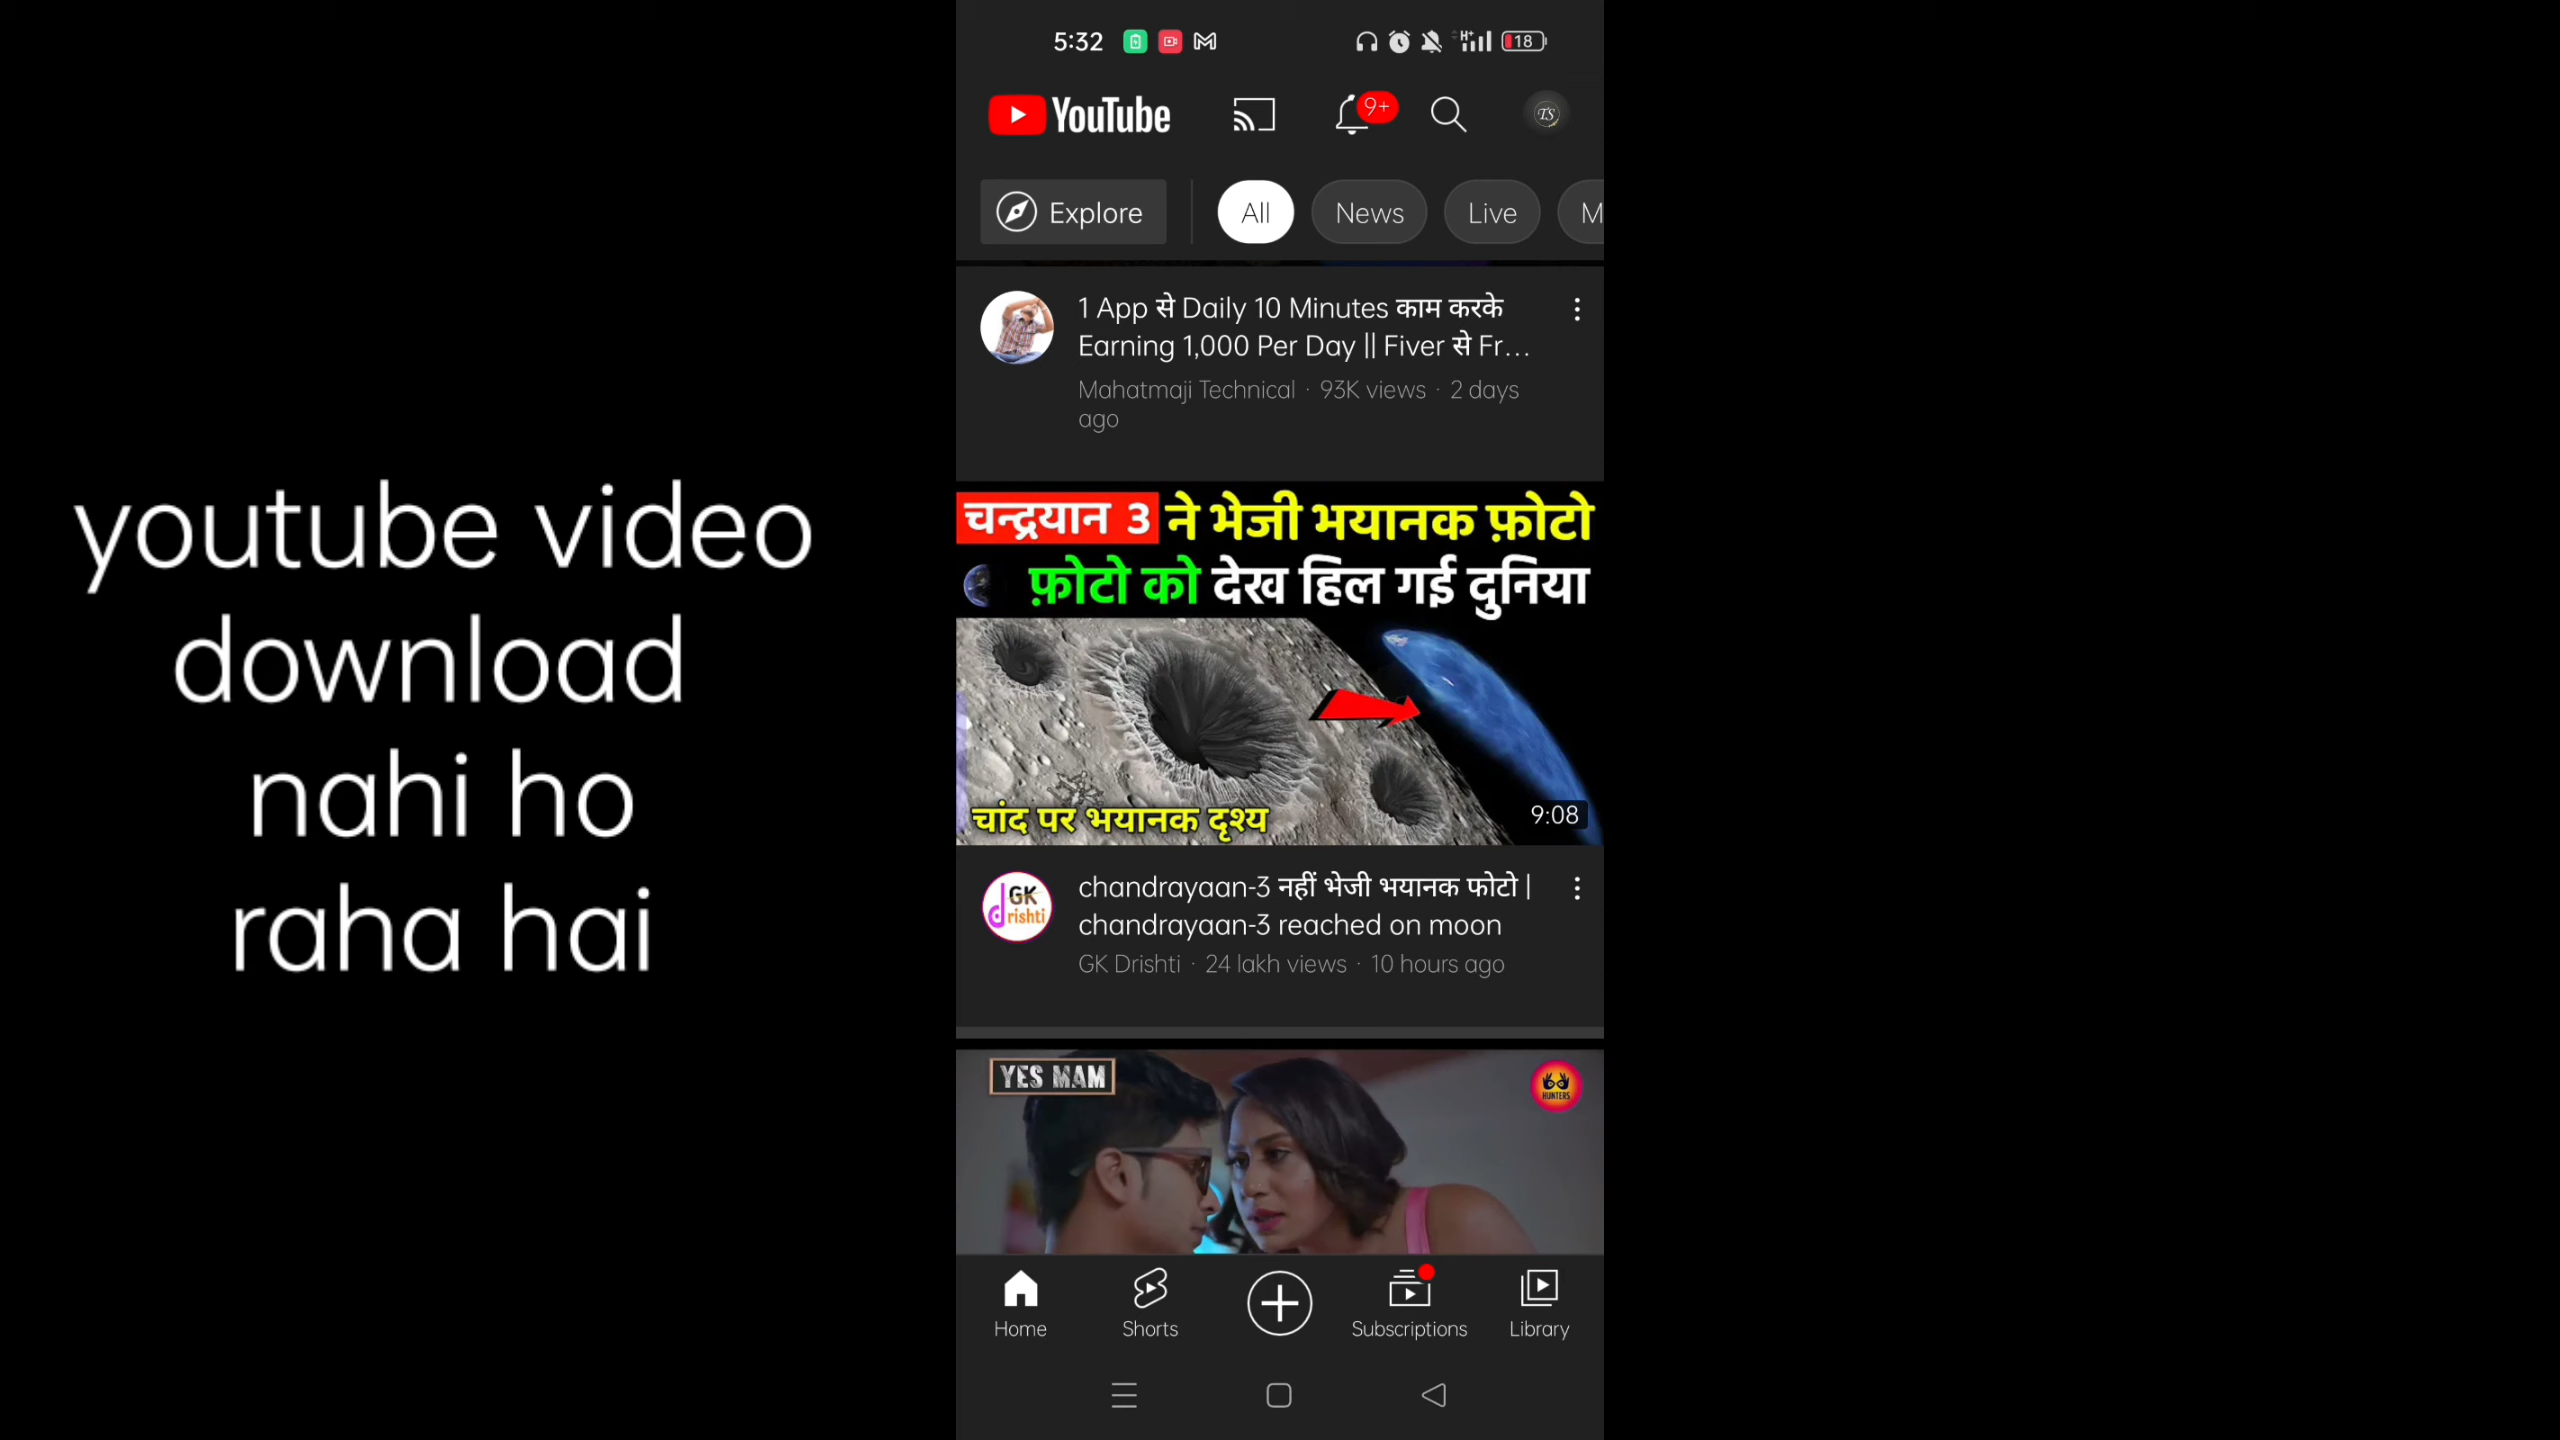 youtube video
download
nahi ho
raha hai
5:32
H+
18
YouTube
9+
TS
Explore
All
News
Live
M
1 App से Daily 10 Minutes काम करके
Earning 1,000 Per Day || Fiver से Fr...
Mahatmaji Technical · 93K views · 2 days
ago
चन्द्रयान 3 ने भेजी भयानक फ़ोटो
फ़ोटो को देख हिल गई दुनिया
चांद पर भयानक दृश्य
9:08
GK
drishti
chandrayaan-3 नहीं भेजी भयानक फोटो |
chandrayaan-3 reached on moon
GK Drishti · 24 lakh views · 10 hours ago
YES MAM
HUNTERS
Home
Shorts
Subscriptions
Library